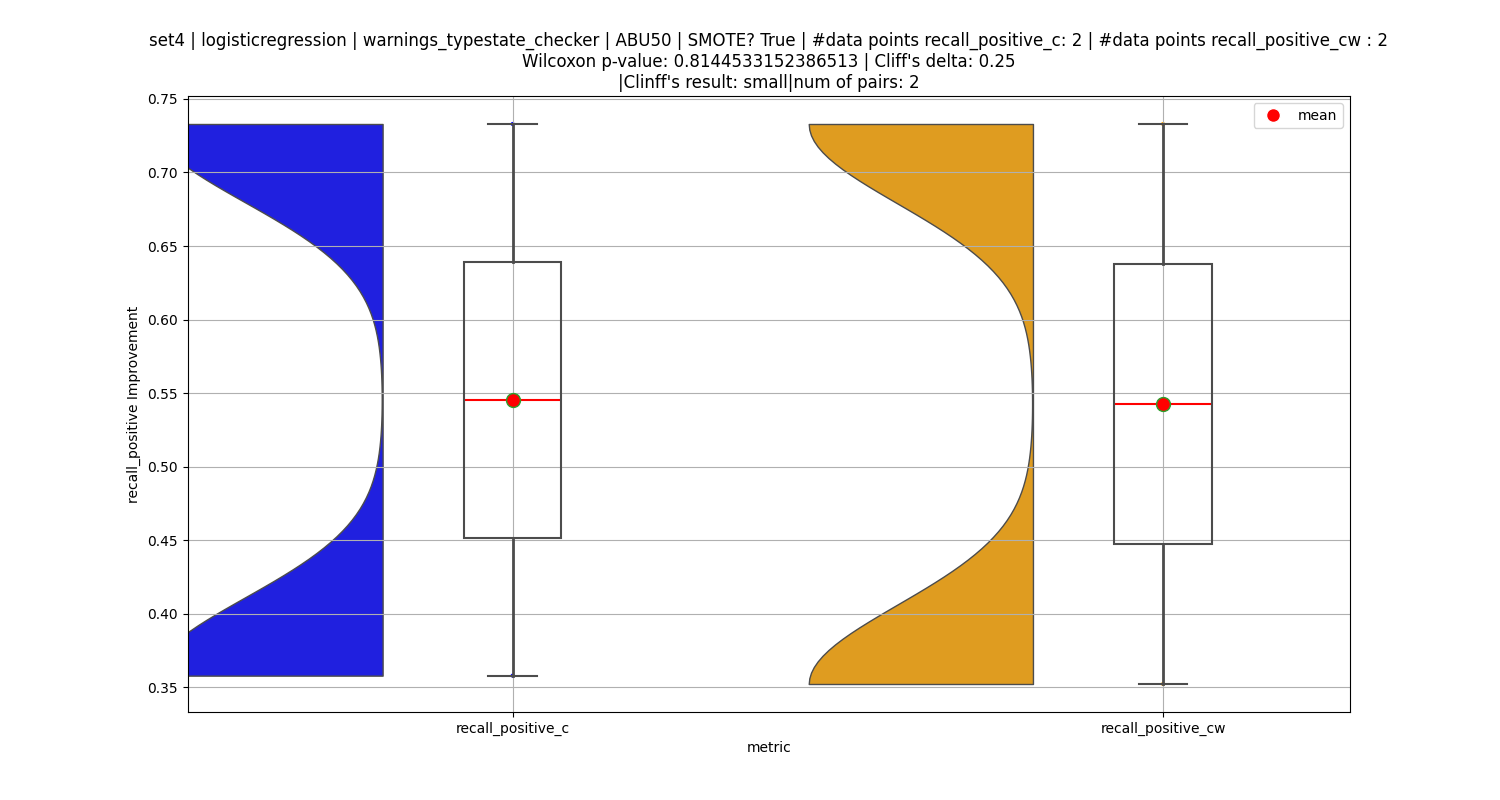 set4 | logisticregression | warnings_typestate_checker | ABU50 | SMOTE? True | #data points recall_positive_c: 2 | #data points recall_positive_cw : 2
Wilcoxon p-value: 0.8144533152386513 | Cliff's delta: 0.25
|Clinff's result: small|num of pairs: 2
mean
0.75
0.70
0.65
0.60
0.55
0.50
0.45
0.40
0.35
recall_positive Improvement
recall_positive_c
recall_positive_cw
metric